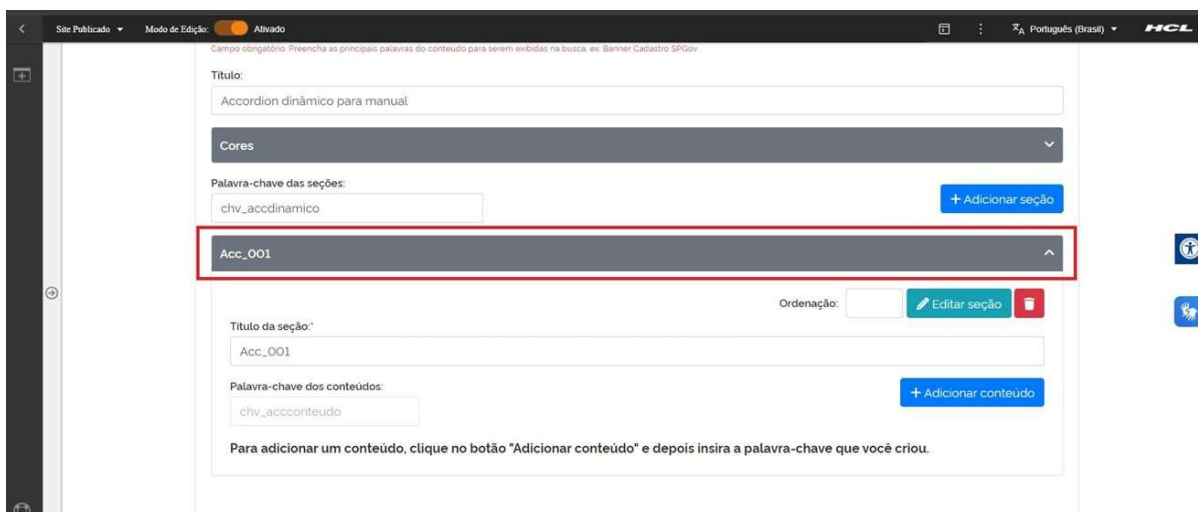 Site Publicado Modo de Edição: Ativado Português (Brasil) HCL
Campo obrigatório. Preencha as principais palavras do conteúdo para serem exibidas na busca. ex: Banner Cadastro SPGov
Título:
Accordion dinâmico para manual
Cores
Palavra-chave das seções:
chv_accdinamico
+ Adicionar seção
Acc_001
Ordenação: Editar seção
Título da seção:*
Acc_001
Palavra-chave dos conteúdos:
chv_accconteudo
+ Adicionar conteúdo
Para adicionar um conteúdo, clique no botão "Adicionar conteúdo" e depois insira a palavra-chave que você criou.